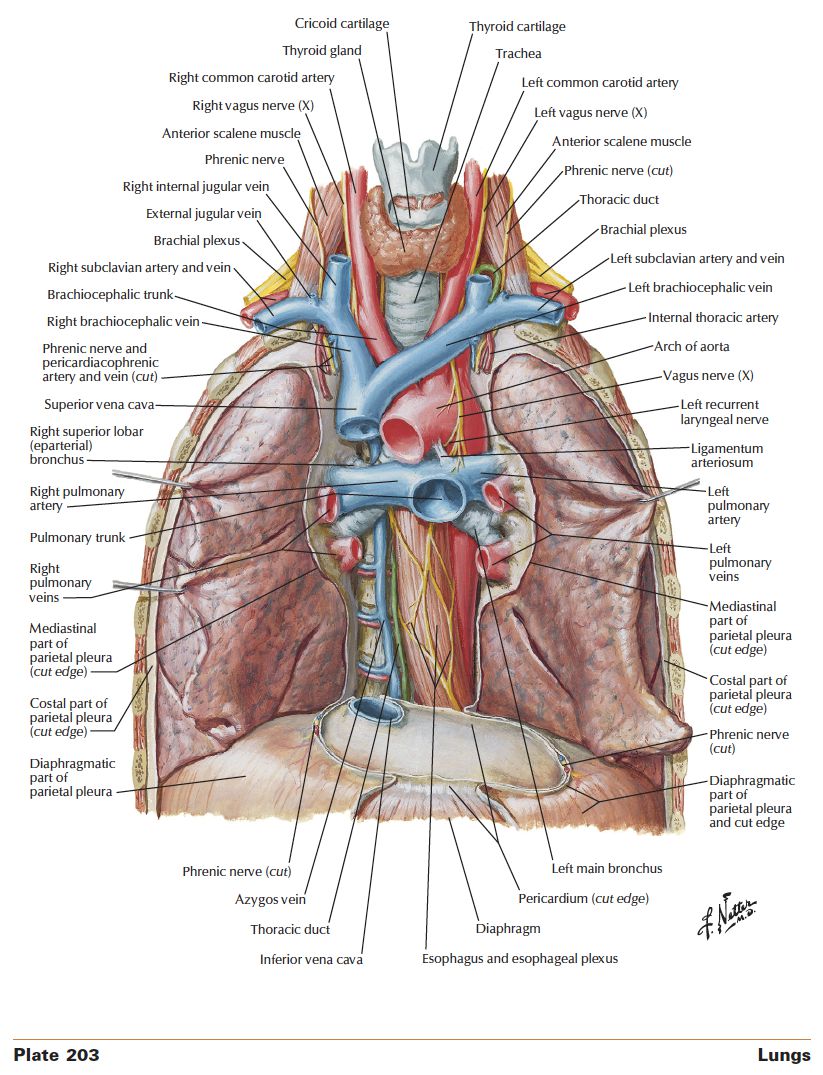 Cricoid cartilage
Thyroid gland
Right common carotid artery
Right vagus nerve (X)
Anterior scalene muscle
Phrenic nerve
Right internal jugular vein
External jugular vein
Brachial plexus
Right subclavian artery and vein
Brachiocephalic trunk
Right brachiocephalic vein
Phrenic nerve and
pericardiacophrenic
artery and vein (cut)
Superior vena cava
Right superior lobar
(eparterial)
bronchus
Right pulmonary
artery
Pulmonary trunk
Right
pulmonary
veins
Mediastinal
part of
parietal pleura
(cut edge)
Costal part of
parietal pleura
(cut edge)
Diaphragmatic
part of
parietal pleura
Thyroid cartilage
Trachea
Left common carotid artery
Left vagus nerve (X)
Anterior scalene muscle
Phrenic nerve (cut)
Thoracic duct
Brachial plexus
Left subclavian artery and vein
Left brachiocephalic vein
Internal thoracic artery
Arch of aorta
Vagus nerve (X)
Left recurrent
laryngeal nerve
Ligamentum
arteriosum
Left
pulmonary
artery
Left
pulmonary
veins
Mediastinal
part of
parietal pleura
(cut edge)
Costal part of
parietal pleura
(cut edge)
Phrenic nerve
(cut)
Diaphragmatic
part of
parietal pleura
and cut edge
Phrenic nerve (cut)
Azygos vein
Thoracic duct
Inferior vena cava
Left main bronchus
Pericardium (cut edge)
Diaphragm
Esophagus and esophageal plexus
F. Netter
M.D.
Plate 203
Lungs